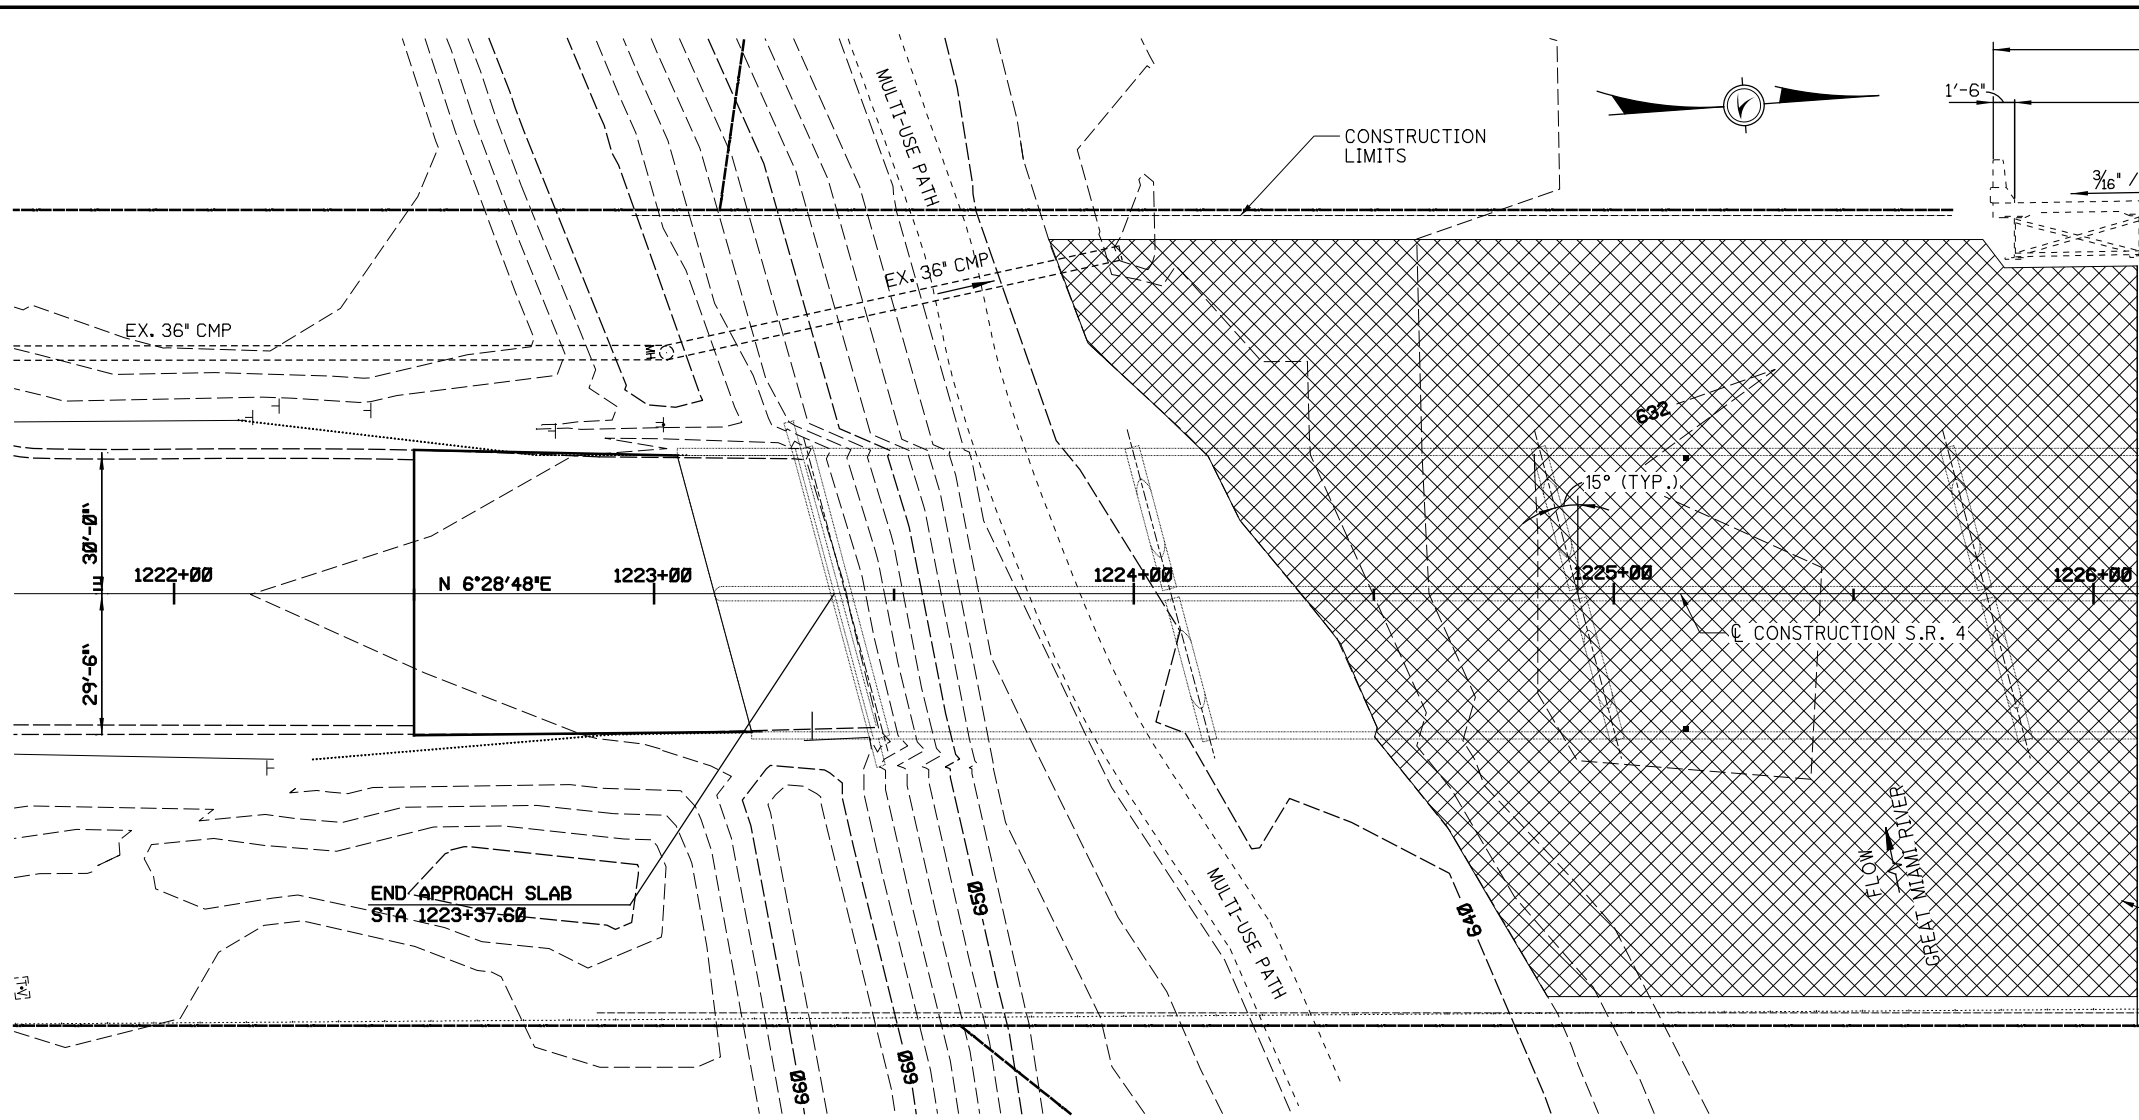 MULTI-USE PATH
CONSTRUCTION
LIMITS
1'-6"
3/16" /
EX. 36" CMP
EX. 36" CMP
MH
632
15° (TYP.)
30'-0"
1222+00
N 6°28'48"E
1223+00
1224+00
1225+00
1226+00
℄ CONSTRUCTION S.R. 4
29'-6"
END APPROACH SLAB
STA 1223+37.60
650
MULTI-USE PATH
640
FLOW
GREAT MIAMI RIVER
TV
660
660